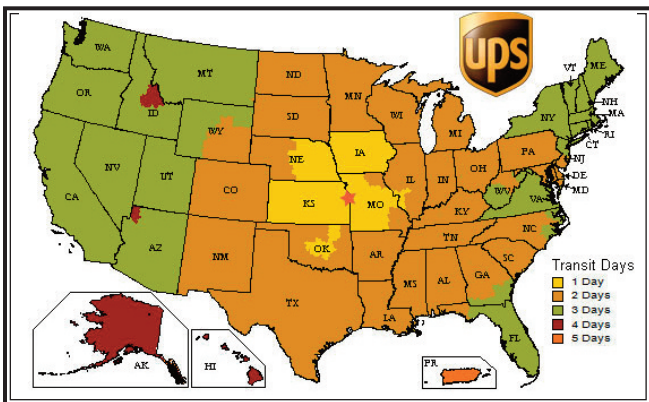 ups
WA
MT
ND
MN
VT
ME
OR
ID
NH
SD
WI
NY
MA
WY
MI
RI
CT
IA
PA
NE
NJ
NV
OH
DE
UT
IL
IN
MD
CO
WV
CA
VA
KS
MO
KY
NC
TN
OK
AZ
NM
AR
SC
Transit Days
MS
AL
GA
1 Day
TX
2 Days
LA
3 Days
FL
4 Days
5 Days
AK
HI
PR